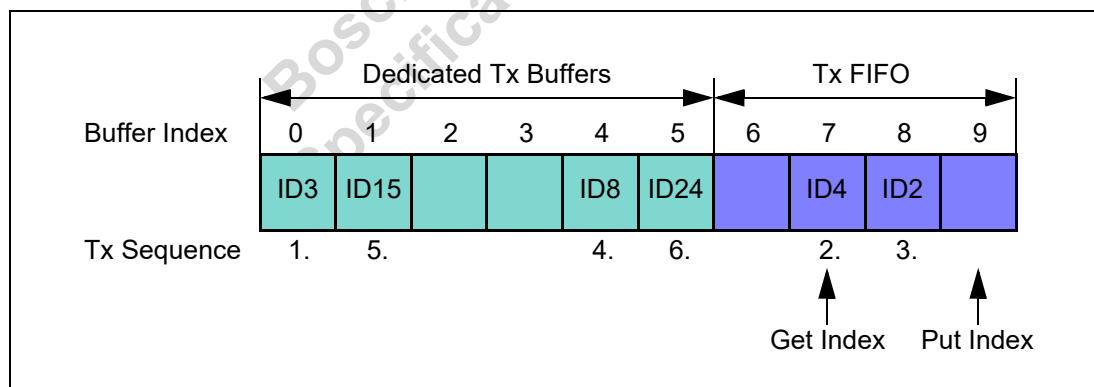 Dedicated Tx Buffers Tx FIFO
Buffer Index 0 1 2 3 4 5 6 7 8 9
ID3 ID15 ID8 ID24 ID4 ID2
Tx Sequence 1. 5. 4. 6. 2. 3.
Get Index Put Index